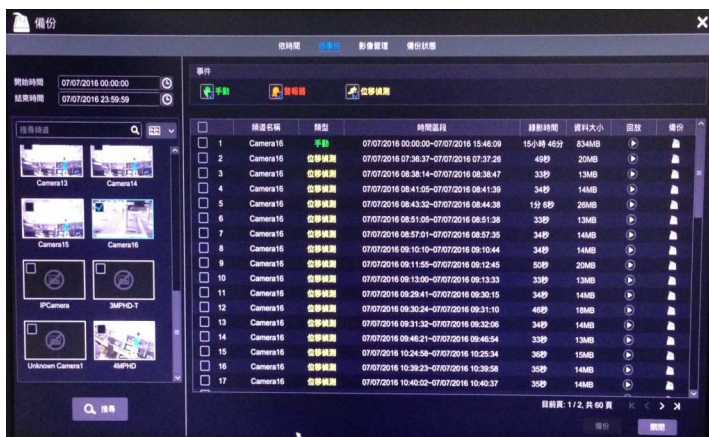 備份
依時間 依事件 影像管理 備份狀態
開始時間 07/07/2016 00:00:00
結束時間 07/07/2016 23:59:59
搜尋頻道
Camera13 Camera14
Camera15 Camera16
IPCamera 3MPHD-T
Unknown Camera1 4MPHD
搜尋
事件
手動 警報器 位移偵測
頻道名稱 類型 時間區段 錄影時間 資料大小 回放 備份
1 Camera16 手動 07/07/2016 00:00:00~07/07/2016 15:46:09 15小時 46分 834MB
2 Camera16 位移偵測 07/07/2016 07:36:37~07/07/2016 07:37:26 49秒 20MB
3 Camera16 位移偵測 07/07/2016 08:38:14~07/07/2016 08:38:47 33秒 13MB
4 Camera16 位移偵測 07/07/2016 08:41:05~07/07/2016 08:41:39 34秒 14MB
5 Camera16 位移偵測 07/07/2016 08:43:32~07/07/2016 08:44:38 1分 6秒 26MB
6 Camera16 位移偵測 07/07/2016 08:51:05~07/07/2016 08:51:38 33秒 13MB
7 Camera16 位移偵測 07/07/2016 08:57:01~07/07/2016 08:57:35 34秒 14MB
8 Camera16 位移偵測 07/07/2016 09:10:10~07/07/2016 09:10:44 34秒 14MB
9 Camera16 位移偵測 07/07/2016 09:11:55~07/07/2016 09:12:45 50秒 20MB
10 Camera16 位移偵測 07/07/2016 09:13:00~07/07/2016 09:13:33 33秒 13MB
11 Camera16 位移偵測 07/07/2016 09:29:41~07/07/2016 09:30:15 34秒 14MB
12 Camera16 位移偵測 07/07/2016 09:30:24~07/07/2016 09:31:10 46秒 18MB
13 Camera16 位移偵測 07/07/2016 09:31:32~07/07/2016 09:32:06 34秒 14MB
14 Camera16 位移偵測 07/07/2016 09:46:21~07/07/2016 09:46:54 33秒 13MB
15 Camera16 位移偵測 07/07/2016 10:24:58~07/07/2016 10:25:34 36秒 15MB
16 Camera16 位移偵測 07/07/2016 10:39:23~07/07/2016 10:39:58 35秒 14MB
17 Camera16 位移偵測 07/07/2016 10:40:02~07/07/2016 10:40:37 35秒 14MB
目前頁: 1/ 2, 共 60 頁
備份 關閉